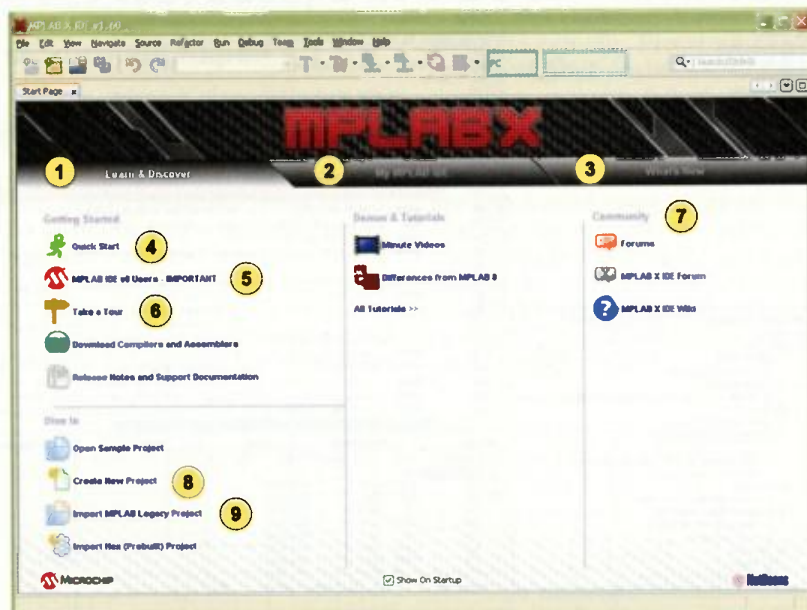 MPLAB X IDE v1.60
File Edit View Navigate Source Refactor Run Debug Team Tools Window Help
PC
Start Page
MPLABX
1 Learn & Discover
2 My MPLAB IDE
3 What's New
Getting Started
Quick Start 4
MPLAB IDE v8 Users - IMPORTANT 5
Take a Tour 6
Download Compilers and Assemblers
Release Notes and Support Documentation
Dive In
Open Sample Project
Create New Project 8
Import MPLAB Legacy Project 9
Import Hex (Prebuilt) Project
Demos & Tutorials
Minute Videos
Differences from MPLAB 8
All Tutorials >>
Community 7
Forums
MPLAB X IDE Forum
MPLAB X IDE Wiki
MICROCHIP
Show On Startup
NetBeans